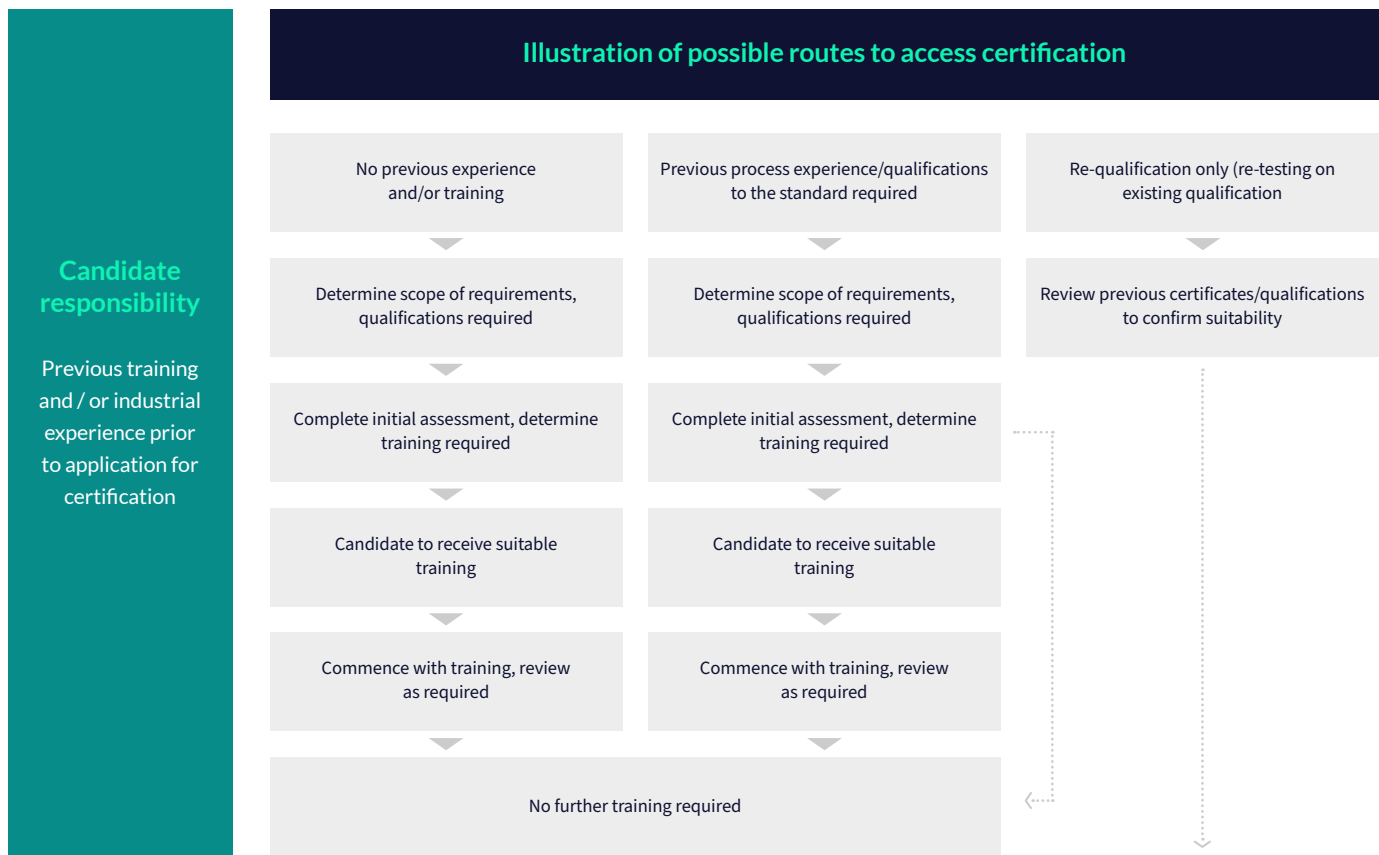 Illustration of possible routes to access certification
Candidate
responsibility
Previous training
and / or industrial
experience prior
to application for
certification
No previous experience
and/or training
Determine scope of requirements,
qualifications required
Complete initial assessment, determine
training required
Candidate to receive suitable
training
Commence with training, review
as required
Previous process experience/qualifications
to the standard required
Determine scope of requirements,
qualifications required
Complete initial assessment, determine
training required
Candidate to receive suitable
training
Commence with training, review
as required
No further training required
Re-qualification only (re-testing on
existing qualification
Review previous certificates/qualifications
to confirm suitability